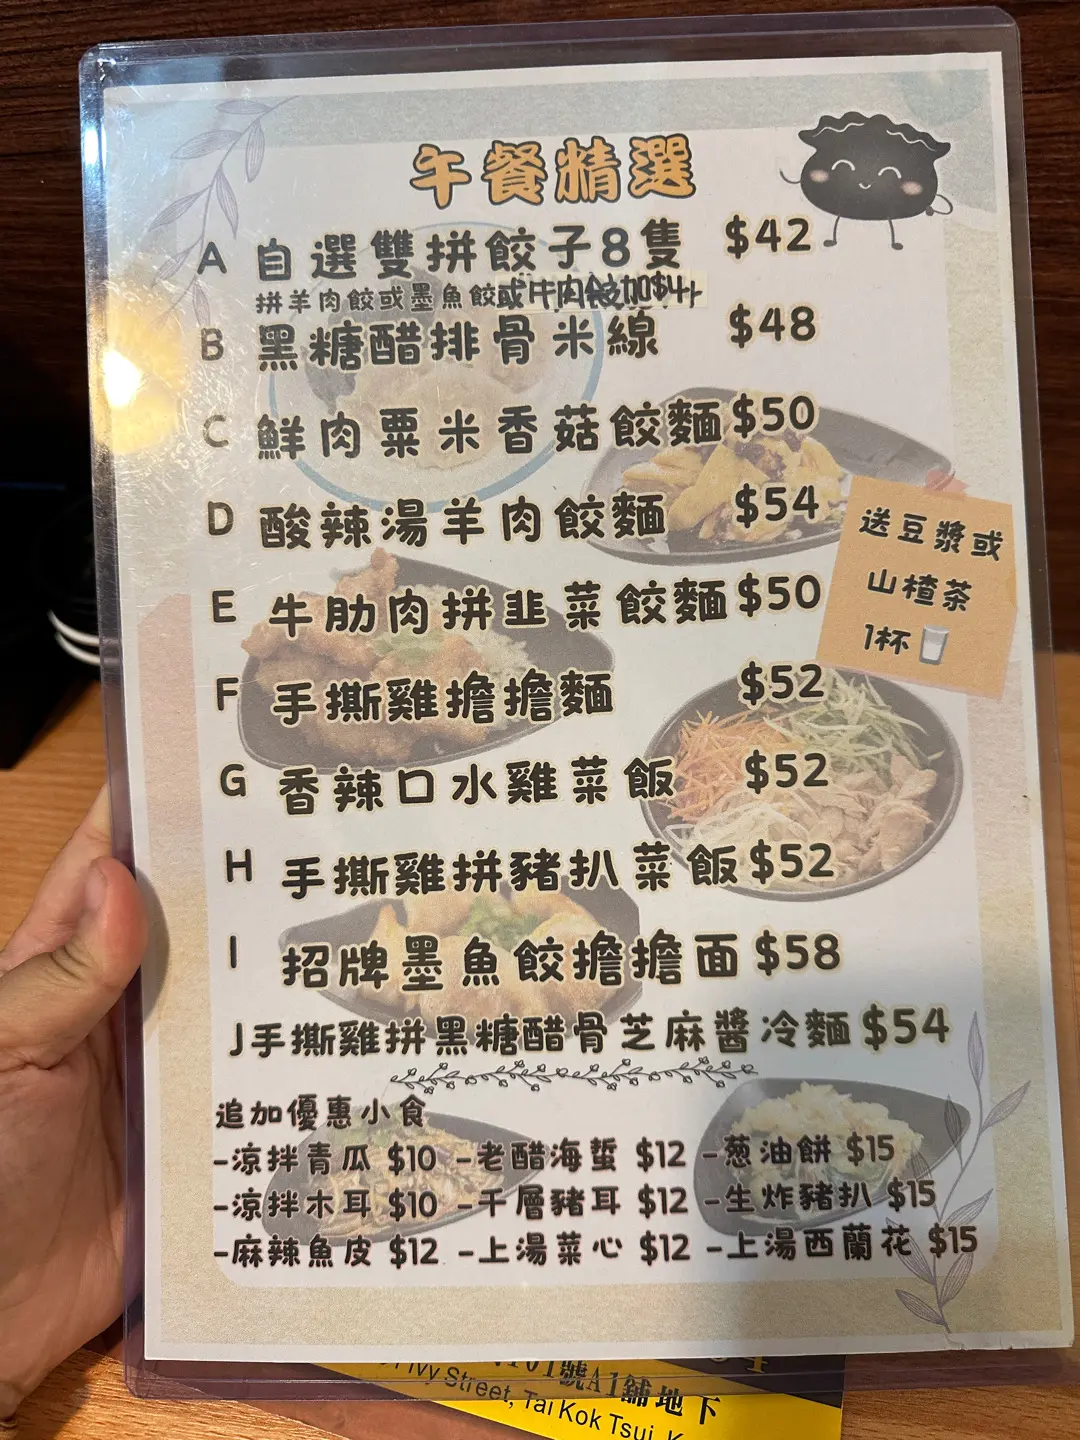 午餐精選
A 自選雙拼餃子8隻 $42
拼羊肉餃或墨魚餃或牛肉餃加$4
B 黑糖醋排骨米線 $48
C 鮮肉粟米香菇餃麵 $50
D 酸辣湯羊肉餃麵 $54
E 牛肋肉拼韭菜餃麵 $50
F 手撕雞擔擔麵 $52
G 香辣口水雞菜飯 $52
H 手撕雞拼豬扒菜飯 $52
I 招牌墨魚餃擔擔面 $58
J 手撕雞拼黑糖醋骨芝麻醬冷麵 $54
送豆漿或
山楂茶
1杯
追加優惠小食
-涼拌青瓜 $10 -老醋海蜇 $12 -葱油餅 $15
-涼拌木耳 $10 -千層豬耳 $12 -生炸豬扒 $15
-麻辣魚皮 $12 -上湯菜心 $12 -上湯西蘭花 $15
101號A1鋪地下
Ivy Street, Tai Kok Tsui,